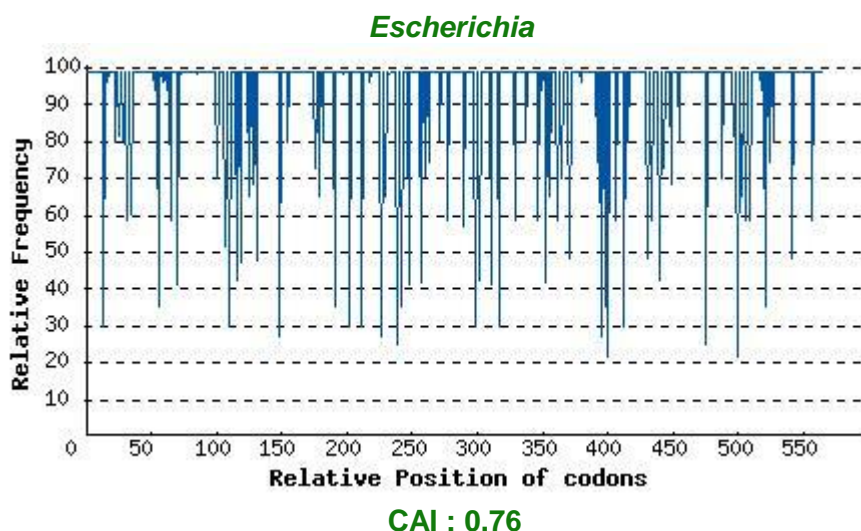 Escherichia
100
90
80
70
60
50
40
30
20
10
Relative Frequency
0 50 100 150 200 250 300 350 400 450 500 550
Relative Position of codons
CAI : 0.76